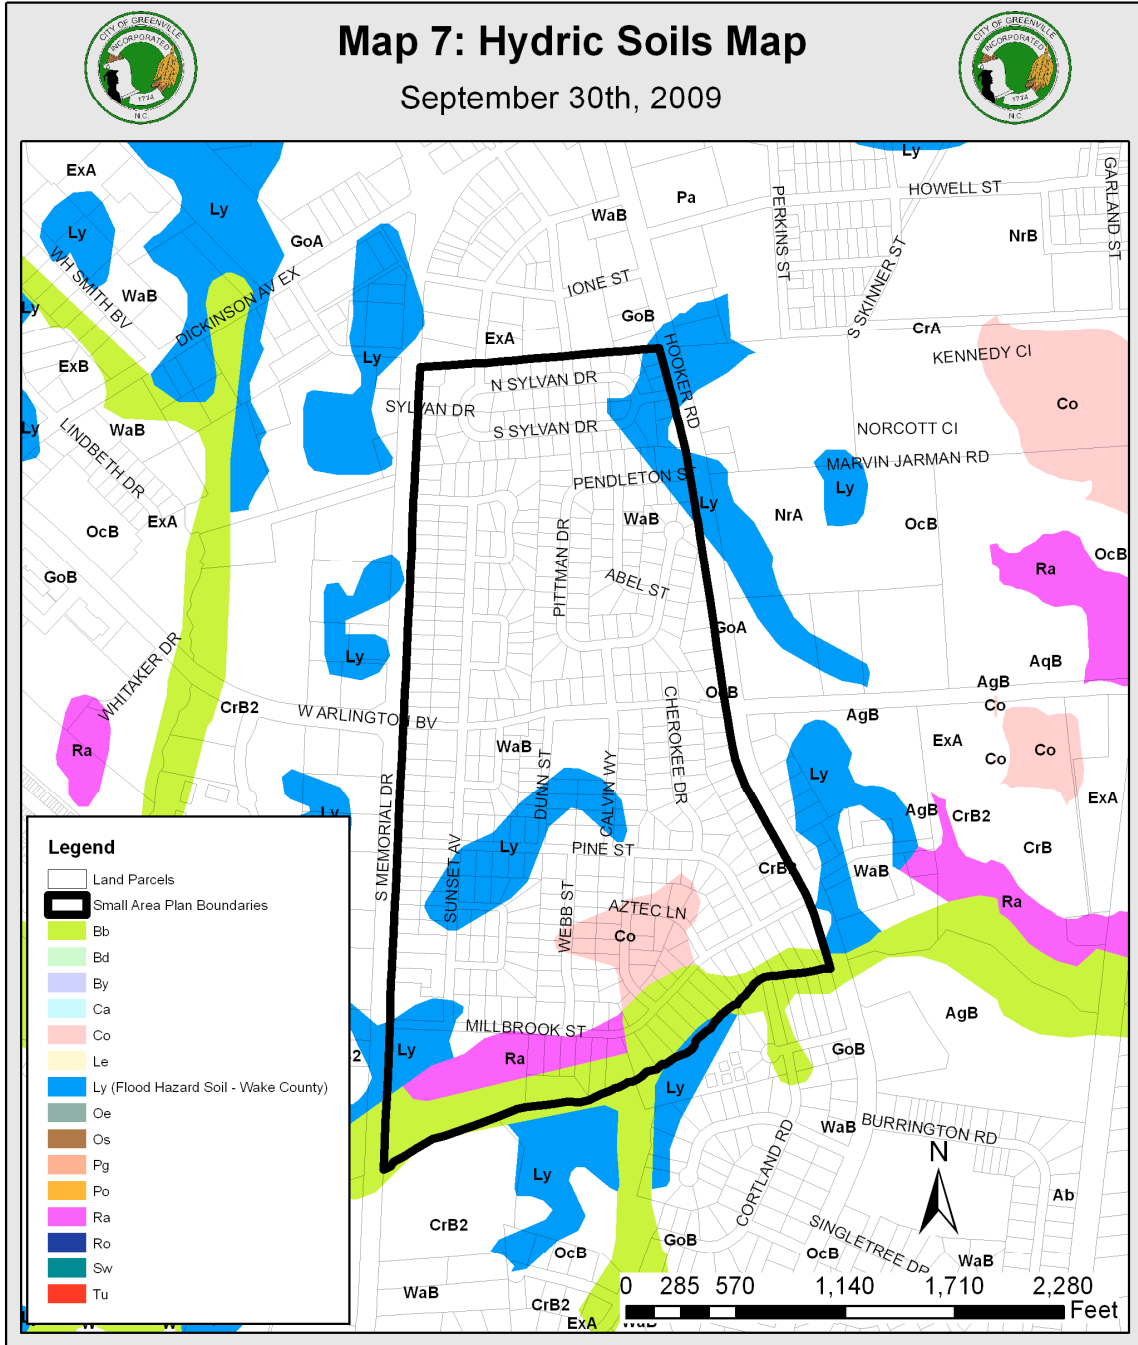 Map 7: Hydric Soils Map
September 30th, 2009
CITY OF GREENVILLE
INCORPORATED
1774
N.C.
CITY OF GREENVILLE
INCORPORATED
1774
N.C.
ExA
Ly
Ly
Ly
GoA
WH SMITH BV
WaB
DICKINSON AV EX
Ly
ExB
Ly
WaB
Ly
LINDBETH DR
ExA
OcB
GoB
WaB
Pa
PERKINS ST
Ly
HOWELL ST
GARLAND ST
NrB
S SKINNER ST
IONE ST
GoB
ExA
HOOKER RD
CrA
KENNEDY CI
Co
N SYLVAN DR
SYLVAN DR
S SYLVAN DR
NORCOTT CI
MARVIN JARMAN RD
PENDLETON ST
Ly
Ly
WaB
NrA
OcB
OcB
Ra
PITTMAN DR
ABEL ST
GoA
Ly
WHITAKER DR
AqB
AgB
Co
OcB
CHEROKEE DR
CrB2
W ARLINGTON BV
AgB
Ra
WaB
ExA
Co
Co
DUNN ST
CALVIN WY
Ly
ExA
Ly
S MEMORIAL DR
AgB
CrB2
Ly
PINE ST
CrB
SUNSET AV
CrB2
WaB
Ra
AZTEC LN
WEBB ST
Co
AgB
MILLBROOK ST
Ly
Ra
GoB
Ly
WaB
BURRINGTON RD
N
CORTLAND RD
Ly
Ab
CrB2
SINGLETREE DR
GoB
OcB
OcB
WaB
WaB
CrB2
ExA
WaB
0 285 570 1,140 1,710 2,280
Feet
Legend
Land Parcels
Small Area Plan Boundaries
Bb
Bd
By
Ca
Co
Le
Ly (Flood Hazard Soil - Wake County)
Oe
Os
Pg
Po
Ra
Ro
Sw
Tu